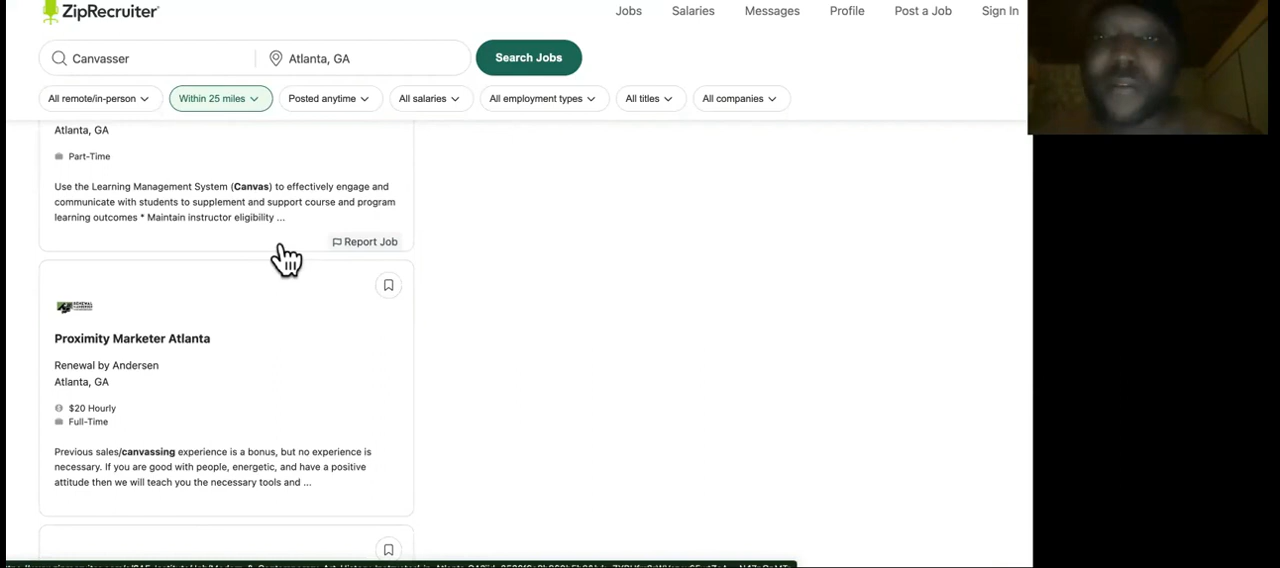 ZipRecruiter
Jobs
Salaries
Messages
Profile
Post a Job
Sign In
Canvasser
Atlanta, GA
Search Jobs
All remote/in-person
Within 25 miles
Posted anytime
All salaries
All employment types
All titles
All companies
Atlanta, GA
Part-Time
Use the Learning Management System (Canvas) to effectively engage and
communicate with students to supplement and support course and program
learning outcomes * Maintain instructor eligibility ...
Report Job
RENEWAL
Proximity Marketer Atlanta
Renewal by Andersen
Atlanta, GA
$20 Hourly
Full-Time
Previous sales/canvassing experience is a bonus, but no experience is
necessary. If you are good with people, energetic, and have a positive
attitude then we will teach you the necessary tools and ...